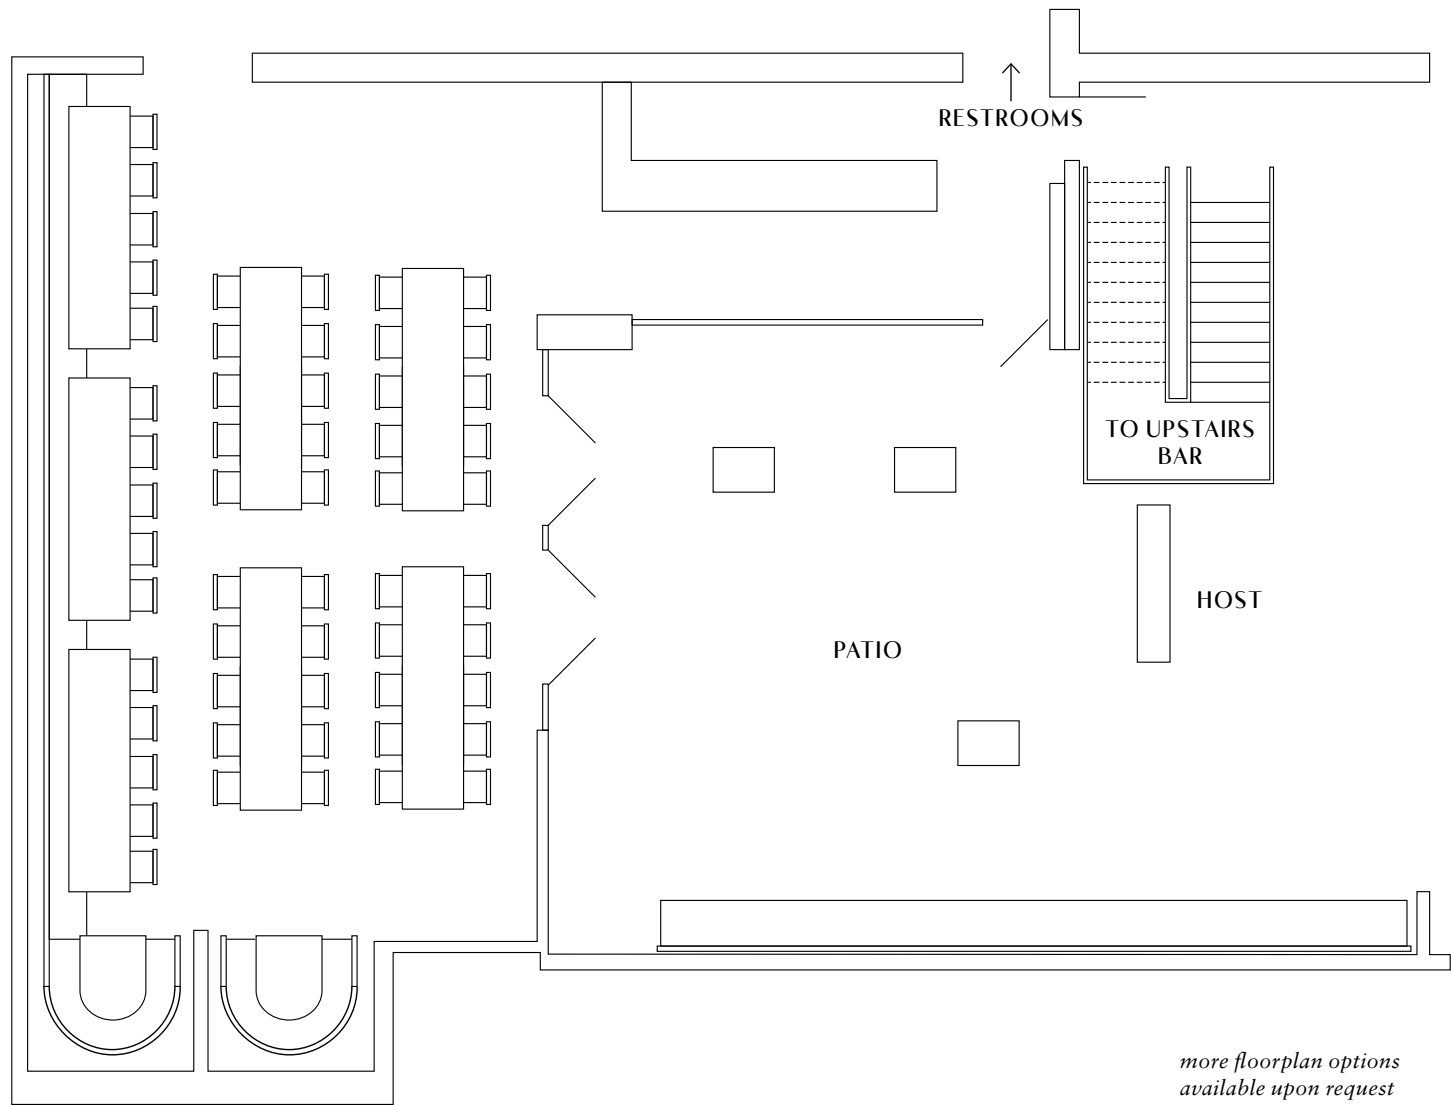 RESTROOMS
TO UPSTAIRS
BAR
HOST
PATIO
more floorplan options
available upon request